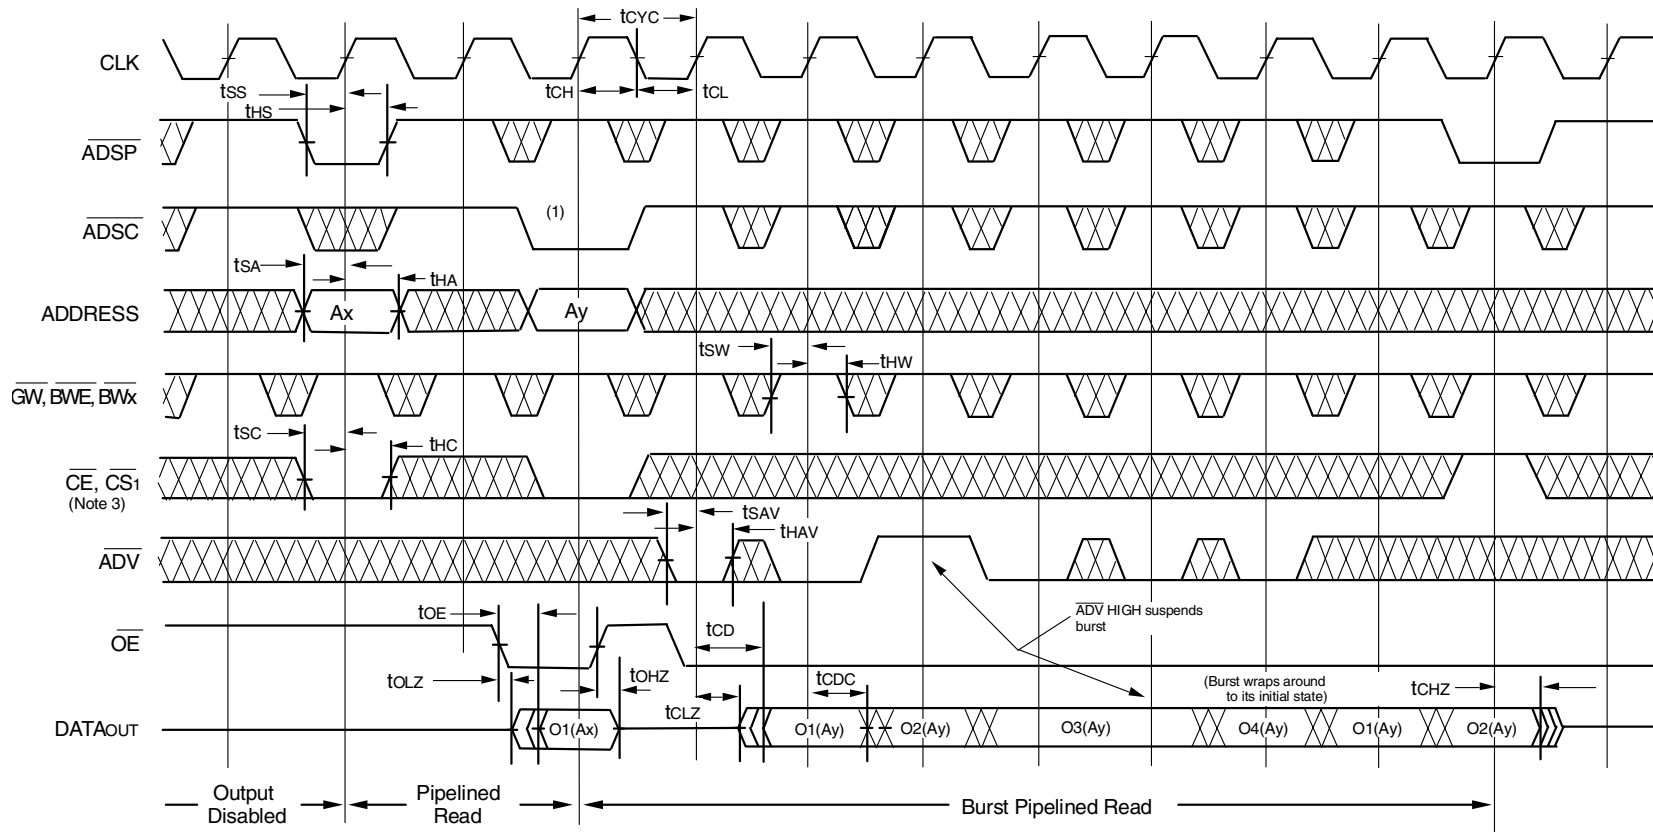 tCYC
CLK
tCH
tCL
tSS
tHS
ADSP
ADSC
(1)
tSA
tHA
ADDRESS
Ax
Ay
tSW
tHW
GW, BWE, BWx
tSC
tHC
CE, CS1
(Note 3)
tSAV
tHAV
ADV
tOE
ADV HIGH suspends
burst
OE
tCD
tOLZ
tOHZ
tCDC
(Burst wraps around
to its initial state)
tCHZ
tCLZ
DATAOUT
O1(Ax)
O1(Ay)
O2(Ay)
O3(Ay)
O4(Ay)
O1(Ay)
O2(Ay)
Output
Disabled
Pipelined
Read
Burst Pipelined Read